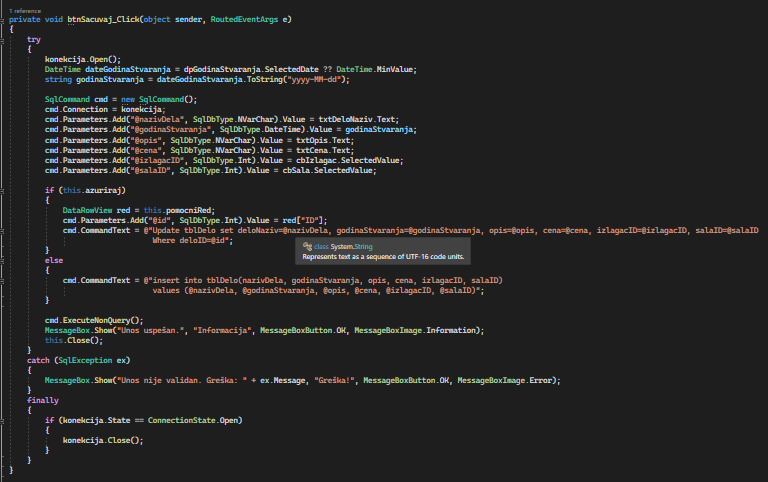 1 reference
private void btnSacuvaj_Click(object sender, RoutedEventArgs e)
{
try
{
konekcija.Open();
DateTime dateGodinaStvaranja = dpGodinaStvaranja.SelectedDate ?? DateTime.MinValue;
string godinaStvaranja = dateGodinaStvaranja.ToString("yyyy-MM-dd");
SqlCommand cmd = new SqlCommand();
cmd.Connection = konekcija;
cmd.Parameters.Add("@nazivDela", SqlDbType.NVarChar).Value = txtDeloNaziv.Text;
cmd.Parameters.Add("@godinaStvaranja", SqlDbType.DateTime).Value = godinaStvaranja;
cmd.Parameters.Add("@opis", SqlDbType.NVarChar).Value = txtOpis.Text;
cmd.Parameters.Add("@cena", SqlDbType.NVarChar).Value = txtCena.Text;
cmd.Parameters.Add("@izlagacID", SqlDbType.Int).Value = cbIzlagac.SelectedValue;
cmd.Parameters.Add("@salaID", SqlDbType.Int).Value = cbSala.SelectedValue;
if (this.azuriraj)
{
DataRowView red = this.pomocniRed;
cmd.Parameters.Add("@id", SqlDbType.Int).Value = red["ID"];
cmd.CommandText = @"Update tblDelo set deloNaziv=@nazivDela, godinaStvaranja=@godinaStvaranja, opis=@opis, cena=@cena, izlagacID=@izlagacID, salaID=@salaID
Where deloID=@id";
class System.String
Represents text as a sequence of UTF-16 code units.
}
else
{
cmd.CommandText = @"insert into tblDelo(nazivDela, godinaStvaranja, opis, cena, izlagacID, salaID)
values (@nazivDela, @godinaStvaranja, @opis, @cena, @izlagacID, @salaID)";
}
cmd.ExecuteNonQuery();
MessageBox.Show("Unos uspešan.", "Informacija", MessageBoxButton.OK, MessageBoxImage.Information);
this.Close();
}
catch (SqlException ex)
{
MessageBox.Show("Unos nije validan. Greška: " + ex.Message, "Greška!", MessageBoxButton.OK, MessageBoxImage.Error);
}
finally
{
if (konekcija.State == ConnectionState.Open)
{
konekcija.Close();
}
}
}